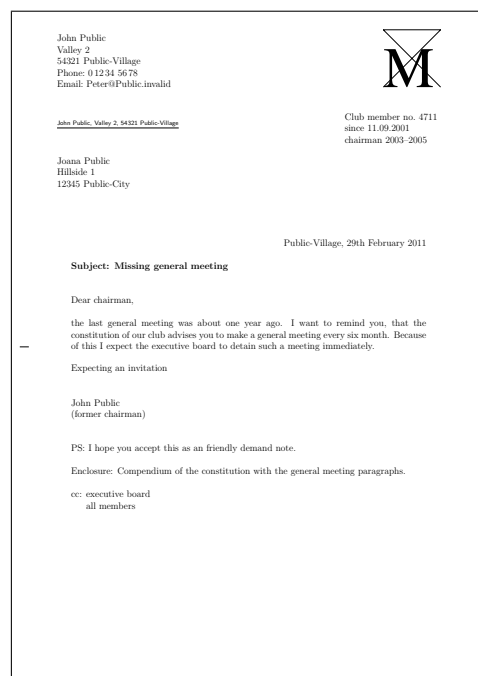 John Public
Valley 2
54321 Public-Village
Phone: 0 12 34 56 78
Email: Peter@Public.invalid
M
John Public, Valley 2, 54321 Public-Village
Club member no. 4711
since 11.09.2001
chairman 2003–2005
Joana Public
Hillside 1
12345 Public-City
Public-Village, 29th February 2011
Subject: Missing general meeting
Dear chairman,
the last general meeting was about one year ago. I want to remind you, that the
constitution of our club advises you to make a general meeting every six month. Because
of this I expect the executive board to detain such a meeting immediately.
Expecting an invitation
John Public
(former chairman)
PS: I hope you accept this as an friendly demand note.
Enclosure: Compendium of the constitution with the general meeting paragraphs.
cc: executive board
all members